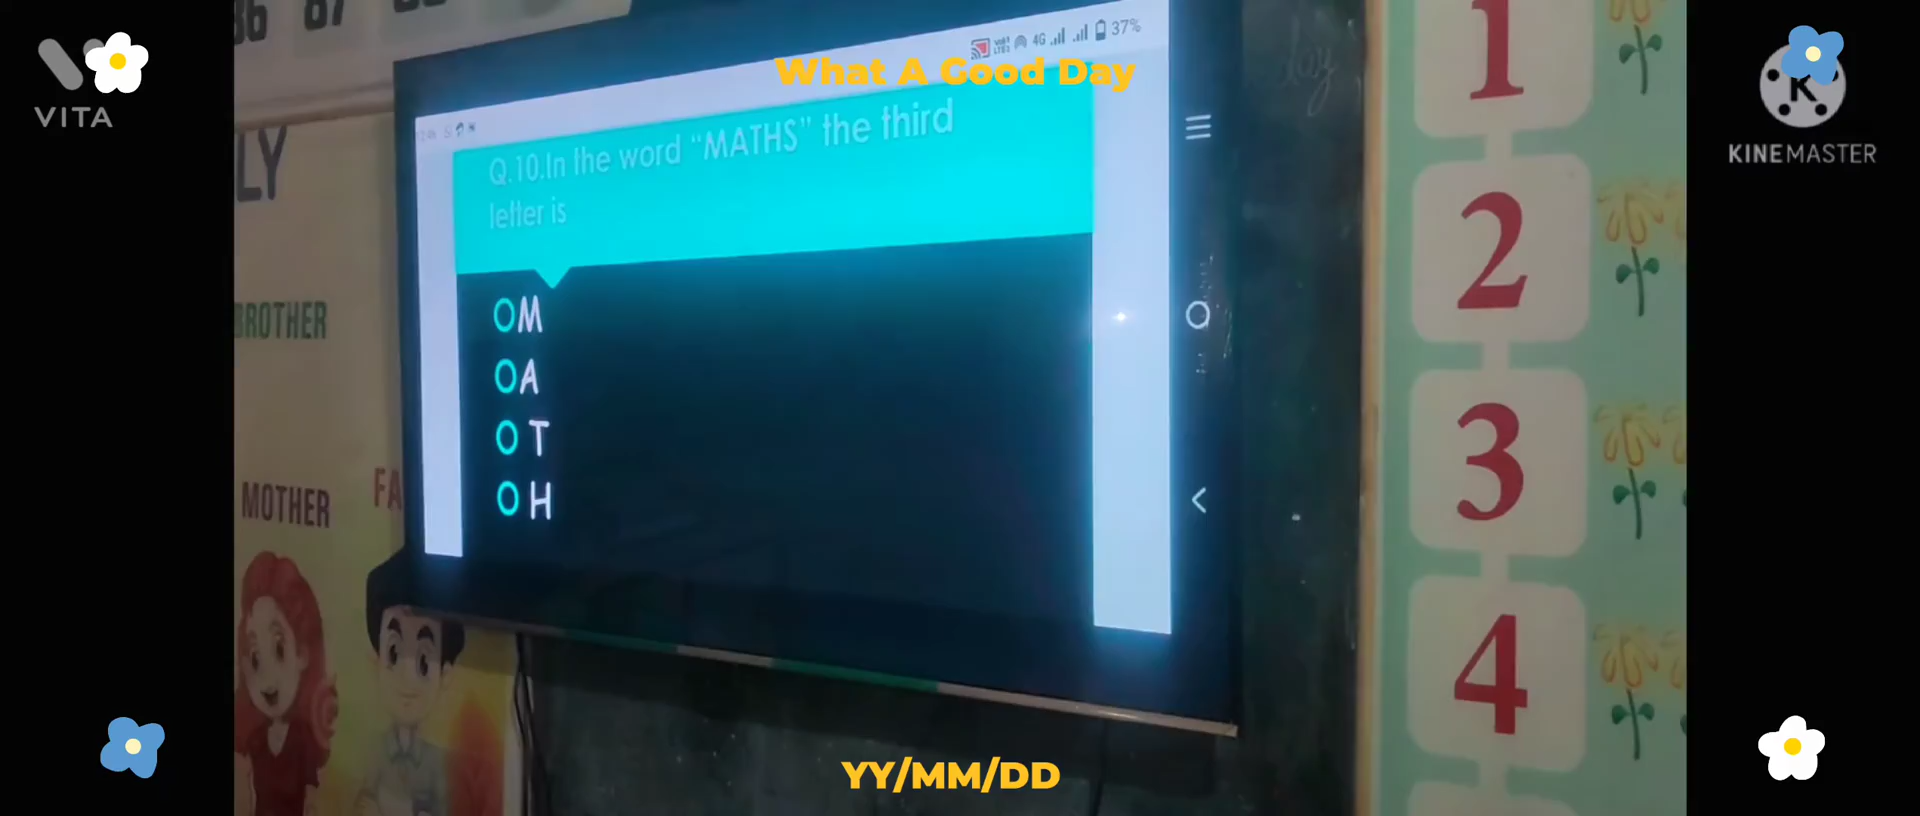 VITA
KINEMASTER
What A Good Day
37%
4G
Q.10.In the word “MATHS” the third
letter is
M
A
T
H
LY
BROTHER
MOTHER
FA
87
1
2
3
4
YY/MM/DD